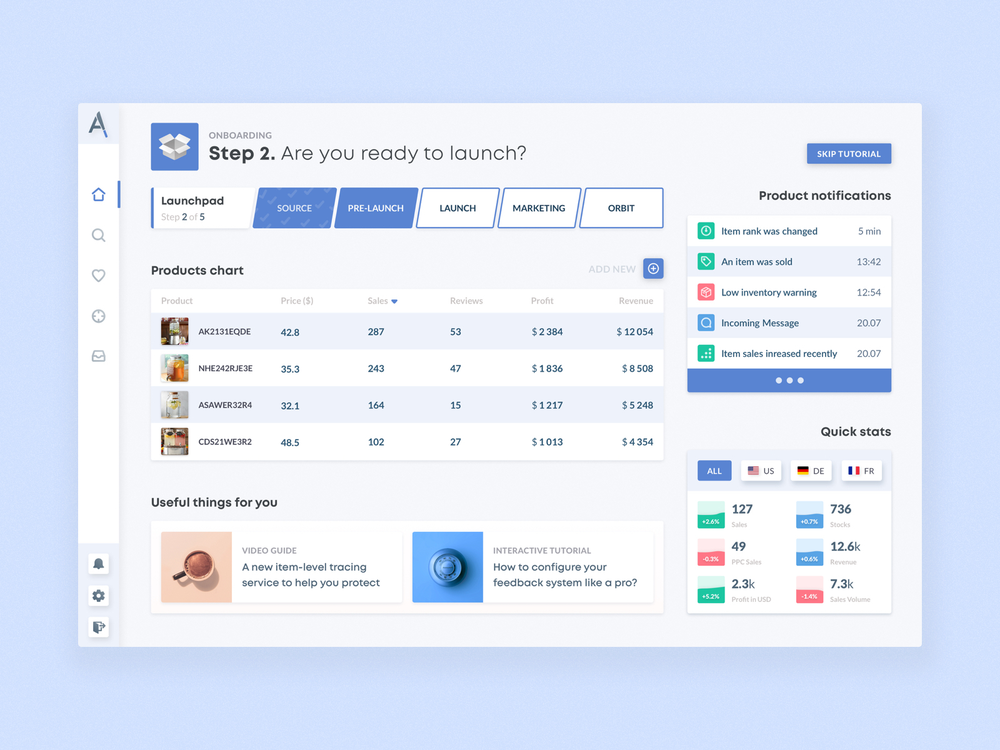 ONBOARDING
Step 2. Are you ready to launch?
SKIP TUTORIAL
Launchpad
Step 2 of 5
SOURCE
PRE-LAUNCH
LAUNCH
MARKETING
ORBIT
Products chart
ADD NEW
Product Price ($) Sales Reviews Profit Revenue
AK2131EQDE 42.8 287 53 $ 2 384 $ 12 054
NHE242RJE3E 35.3 243 47 $ 1 836 $ 8 508
ASAWER32R4 32.1 164 15 $ 1 217 $ 5 248
CDS21WE3R2 48.5 102 27 $ 1 013 $ 4 354
Useful things for you
VIDEO GUIDE
A new item-level tracing
service to help you protect
INTERACTIVE TUTORIAL
How to configure your
feedback system like a pro?
Product notifications
Item rank was changed 5 min
An item was sold 13:42
Low inventory warning 12:54
Incoming Message 20.07
Item sales inreased recently 20.07
Quick stats
ALL US DE FR
+2.6% 127 Sales
+0.7% 736 Stocks
-0.3% 49 PPC Sales
+0.6% 12.6k Revenue
+5.2% 2.3k Profit in USD
-1.4% 7.3k Sales Volume